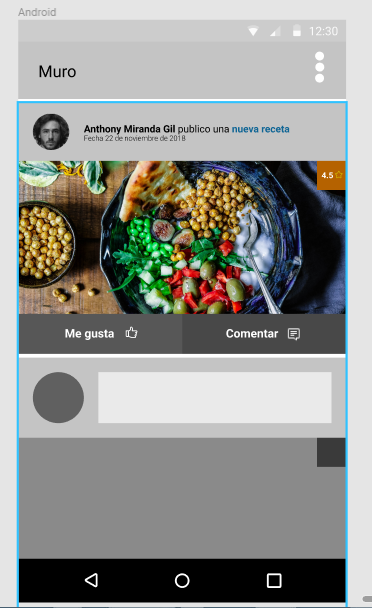 Android
12:30
Muro
Anthony Miranda Gil publico una nueva receta
Fecha 22 de noviembre de 2018
4.5
Me gusta
Comentar